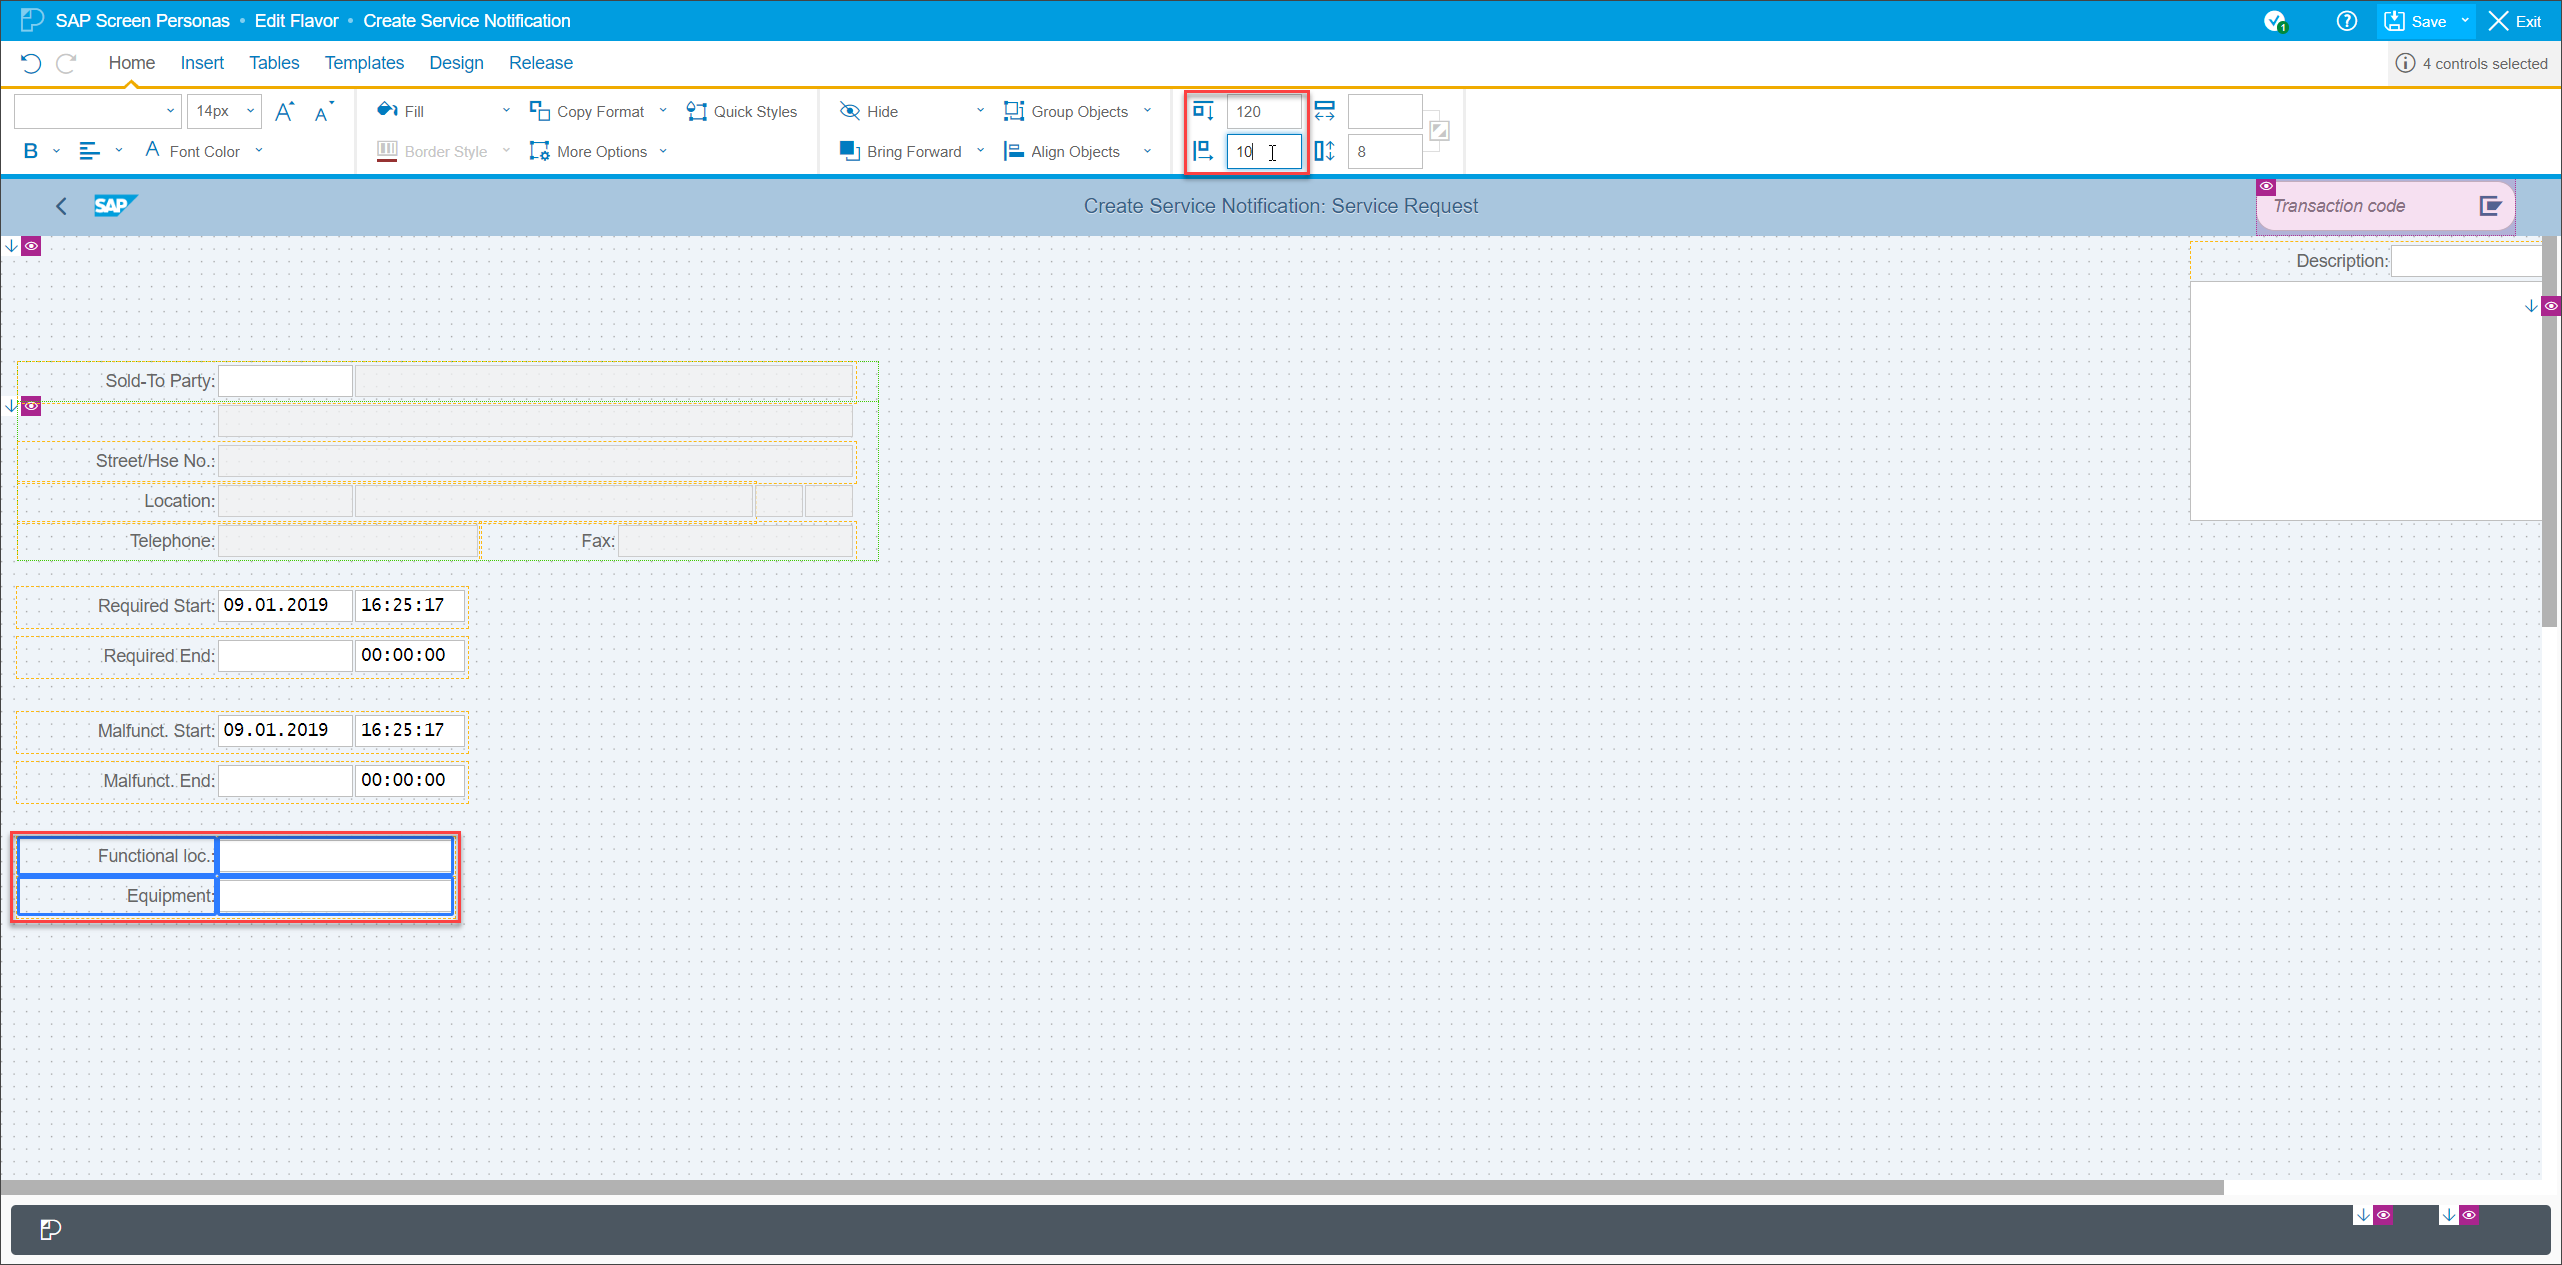 SAP Screen Personas • Edit Flavor • Create Service Notification
1
Save
Exit
Home Insert Tables Templates Design Release
4 controls selected
14px
A A
Fill
Copy Format
Quick Styles
Hide
Group Objects
120
B
A Font Color
Border Style
More Options
Bring Forward
Align Objects
10
8
SAP
Create Service Notification: Service Request
Transaction code
Description:
Sold-To Party:
Street/Hse No.:
Location:
Telephone:
Fax:
Required Start: 09.01.2019 16:25:17
Required End: 00:00:00
Malfunct. Start: 09.01.2019 16:25:17
Malfunct. End: 00:00:00
Functional loc.:
Equipment: